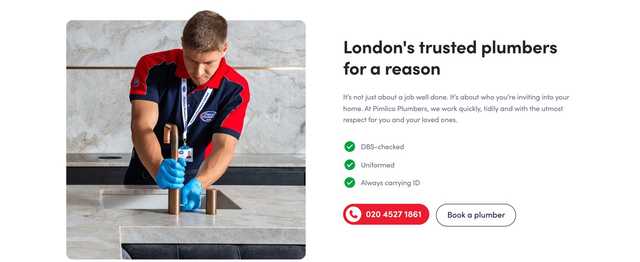 London's trusted plumbers
for a reason
It's not just about a job well done. It's about who you're inviting into your
home. At Pimlico Plumbers, we work quickly, tidily and with the utmost
respect for you and your loved ones.
DBS-checked
Uniformed
Always carrying ID
020 4527 1861
Book a plumber